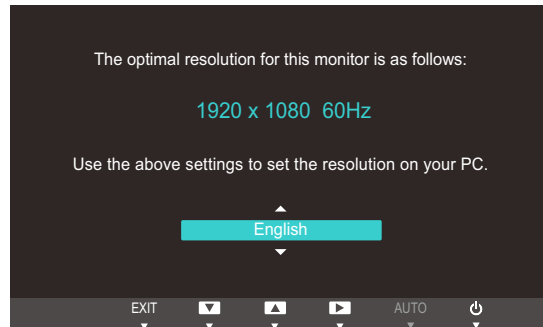 The optimal resolution for this monitor is as follows:
1920 x 1080 60Hz
Use the above settings to set the resolution on your PC.
English
EXIT AUTO